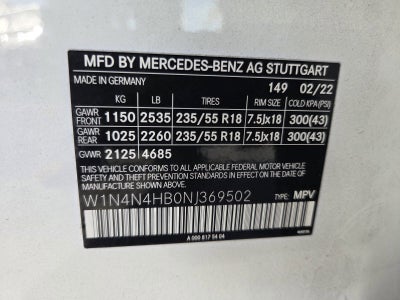 MFD BY MERCEDES-BENZ AG STUTTGART
MADE IN GERMANY 149 02/22
KG LB TIRES RIM SIZE COLD KPA (PSI)
GAWR FRONT 1150 2535 235/55 R18 7.5Jx18 300(43)
GAWR REAR 1025 2260 235/55 R18 7.5Jx18 300(43)
GVWR 2125 4685
THIS VEHICLE CONFORMS TO ALL APPLICABLE FEDERAL MOTOR VEHICLE
SAFETY, BUMPER, AND THEFT PREVENTION STANDARDS IN EFFECT
ON THE DATE OF MANUFACTURE SHOWN ABOVE.
W1N4N4HB0NJ369502 TYPE: MPV
A 000 817 54 04